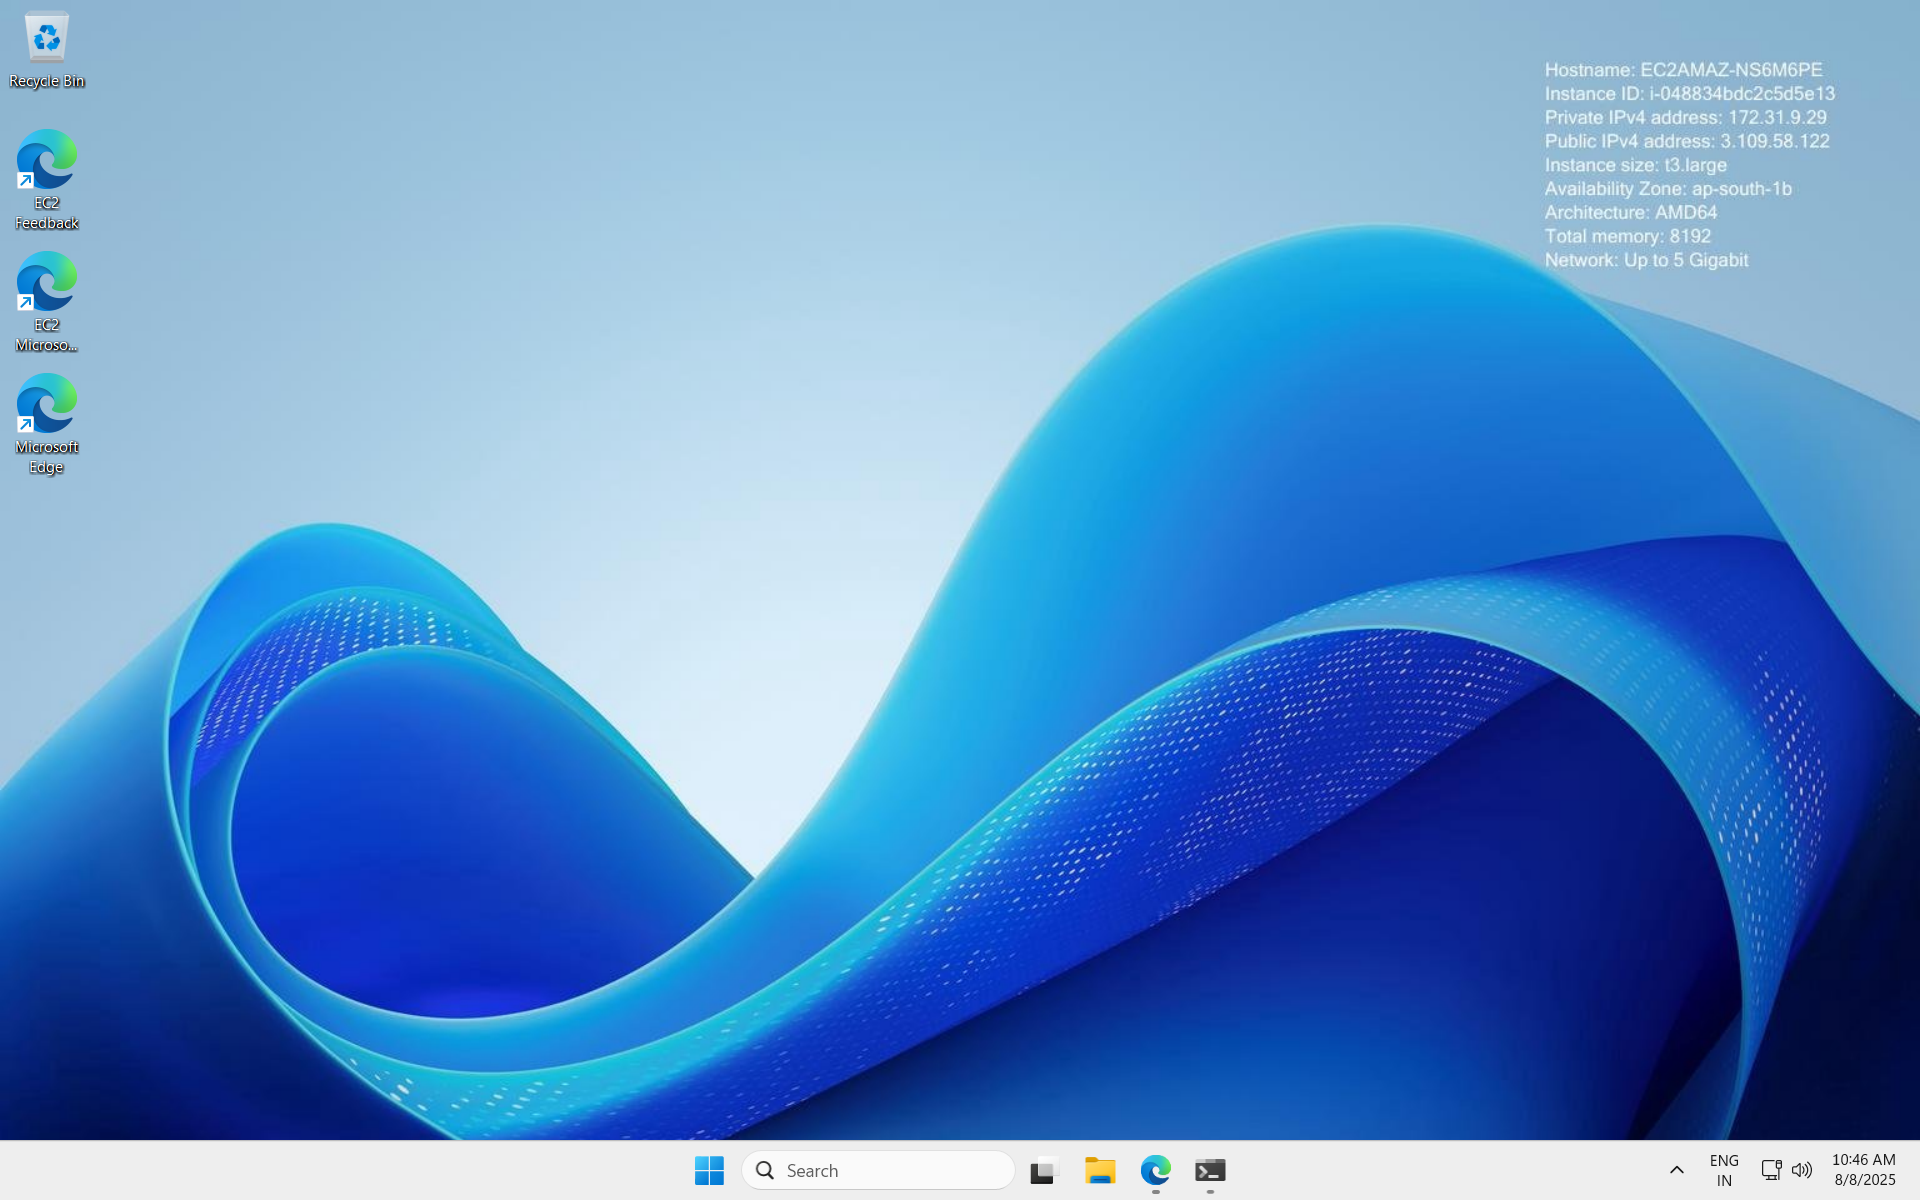 Recycle Bin
EC2
Feedback
EC2
Microso...
Microsoft
Edge
Hostname: EC2AMAZ-NS6M6PE
Instance ID: i-048834bdc2c5d5e13
Private IPv4 address: 172.31.9.29
Public IPv4 address: 3.109.58.122
Instance size: t3.large
Availability Zone: ap-south-1b
Architecture: AMD64
Total memory: 8192
Network: Up to 5 Gigabit
Search
ENG
IN
10:46 AM
8/8/2025